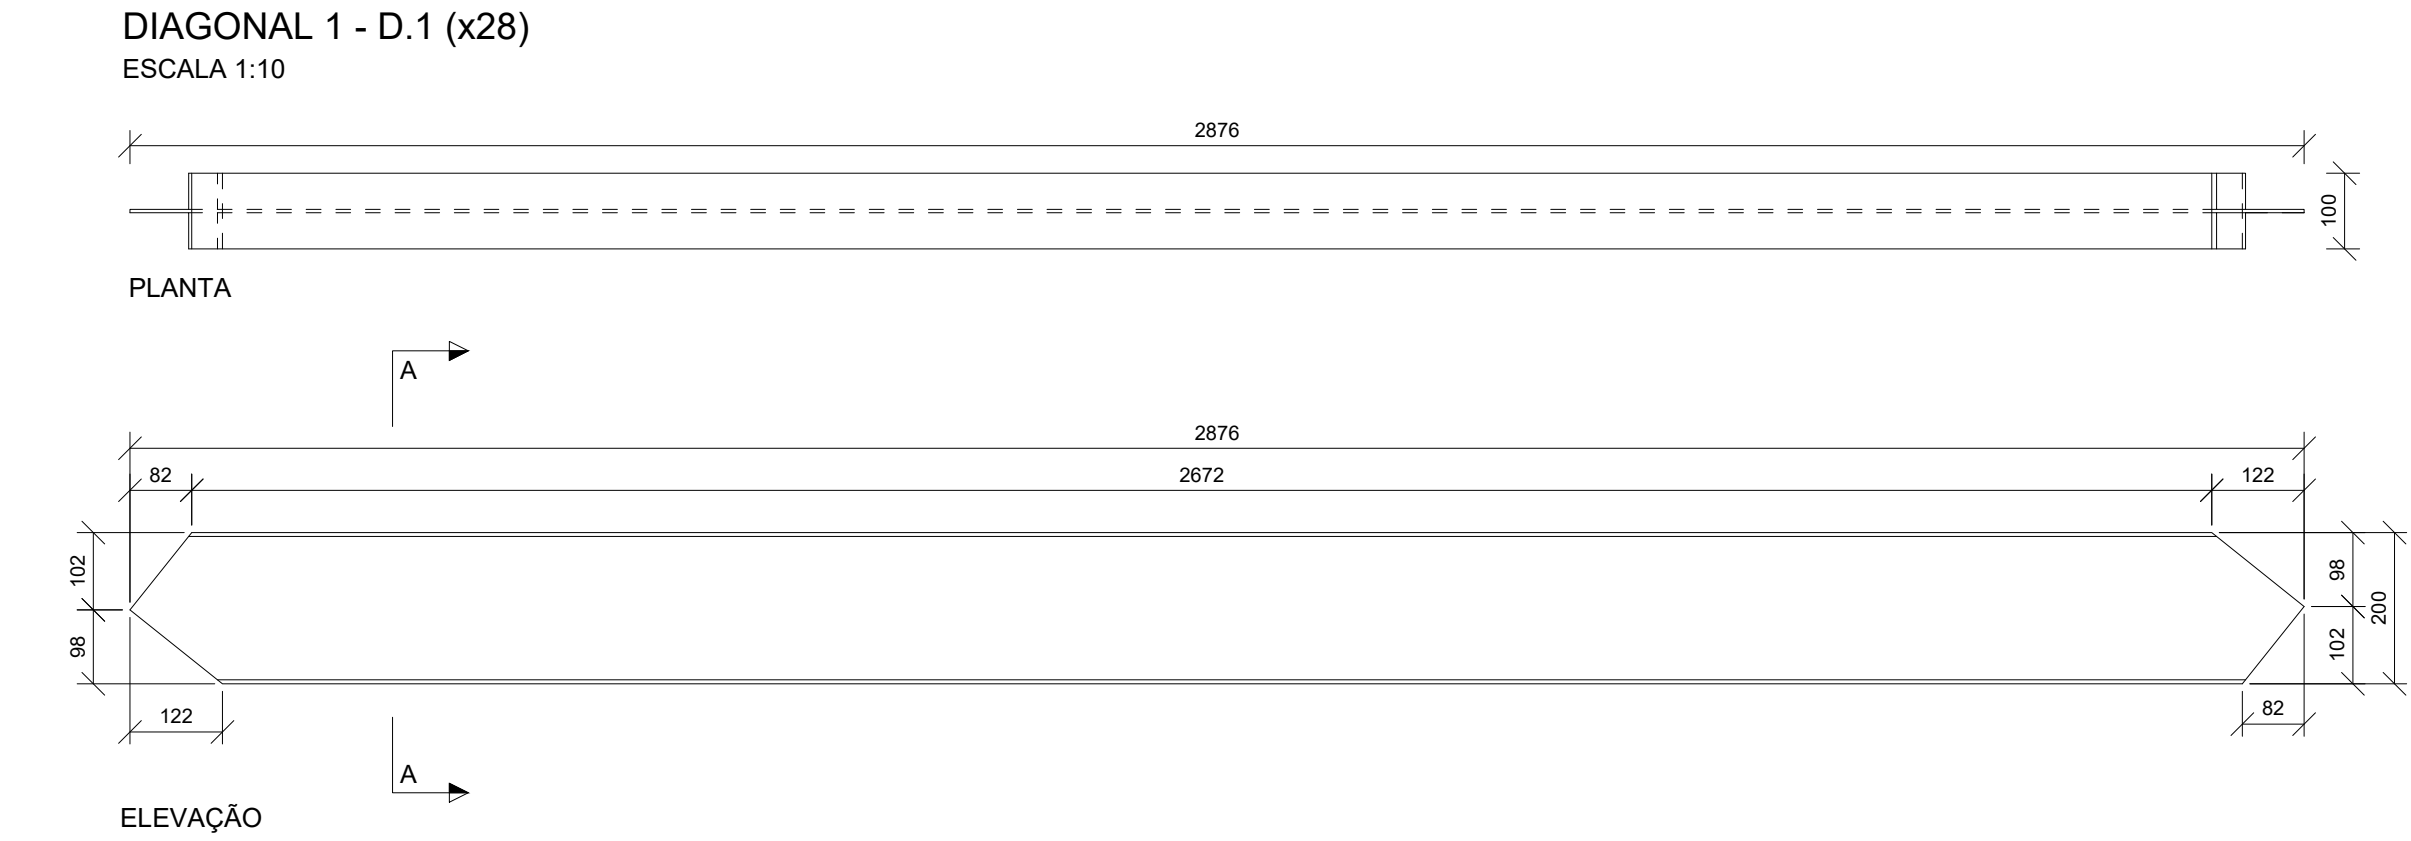 DIAGONAL 1 - D.1 (x28)
ESCALA 1:10
2876
100
PLANTA
A
2876
82
2672
122
102
98
98
102
200
122
82
A
ELEVAÇÃO